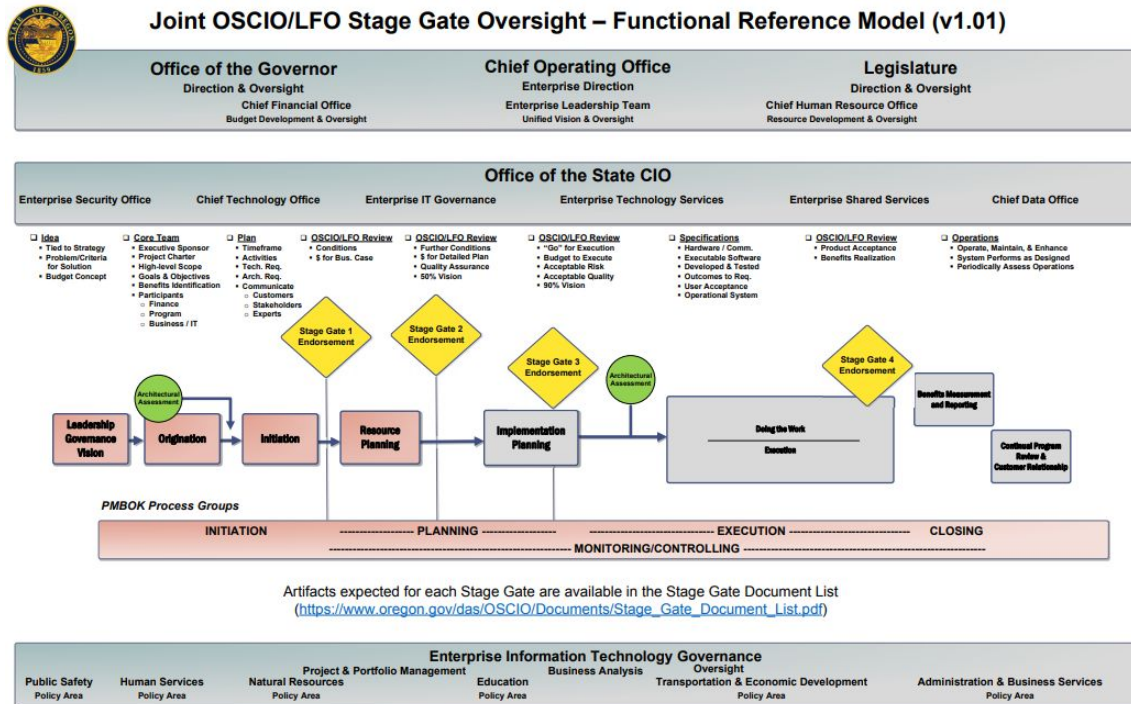 Joint OSCIO/LFO Stage Gate Oversight – Functional Reference Model (v1.01)
STATE OF OREGON
1859
Office of the Governor
Direction & Oversight
Chief Financial Office
Budget Development & Oversight
Chief Operating Office
Enterprise Direction
Enterprise Leadership Team
Unified Vision & Oversight
Legislature
Direction & Oversight
Chief Human Resource Office
Resource Development & Oversight
Office of the State CIO
Enterprise Security Office
Chief Technology Office
Enterprise IT Governance
Enterprise Technology Services
Enterprise Shared Services
Chief Data Office
❑ Idea
▪ Tied to Strategy
▪ Problem/Criteria
for Solution
▪ Budget Concept
❑ Core Team
▪ Executive Sponsor
▪ Project Charter
▪ High-level Scope
▪ Goals & Objectives
▪ Benefits Identification
▪ Participants
○ Finance
○ Program
○ Business / IT
❑ Plan
▪ Timeframe
▪ Activities
▪ Tech. Req.
▪ Arch. Req.
▪ Communicate
○ Customers
○ Stakeholders
○ Experts
❑ OSCIO/LFO Review
▪ Conditions
▪ $ for Bus. Case
❑ OSCIO/LFO Review
▪ Further Conditions
▪ $ for Detailed Plan
▪ Quality Assurance
▪ 50% Vision
❑ OSCIO/LFO Review
▪ “Go” for Execution
▪ Budget to Execute
▪ Acceptable Risk
▪ Acceptable Quality
▪ 90% Vision
❑ Specifications
▪ Hardware / Comm.
▪ Executable Software
▪ Developed & Tested
▪ Outcomes to Req.
▪ User Acceptance
▪ Operational System
❑ OSCIO/LFO Review
▪ Product Acceptance
▪ Benefits Realization
❑ Operations
▪ Operate, Maintain, & Enhance
▪ System Performs as Designed
▪ Periodically Assess Operations
Stage Gate 1
Endorsement
Stage Gate 2
Endorsement
Stage Gate 3
Endorsement
Stage Gate 4
Endorsement
Architectural
Assessment
Architectural
Assessment
Leadership
Governance
Vision
Origination
Initiation
Resource
Planning
Implementation
Planning
Doing the Work
Execution
Benefits Measurement
and Reporting
Continual Program
Review &
Customer Relationship
PMBOK Process Groups
INITIATION ------------------- PLANNING ------------------- -------------------------------- EXECUTION ------------------------------- CLOSING
------------------------------------------------------------- MONITORING/CONTROLLING -------------------------------------------------------------
Artifacts expected for each Stage Gate are available in the Stage Gate Document List
(https://www.oregon.gov/das/OSCIO/Documents/Stage_Gate_Document_List.pdf)
Enterprise Information Technology Governance
Project & Portfolio Management
Business Analysis
Oversight
Public Safety
Policy Area
Human Services
Policy Area
Natural Resources
Policy Area
Education
Policy Area
Transportation & Economic Development
Policy Area
Administration & Business Services
Policy Area